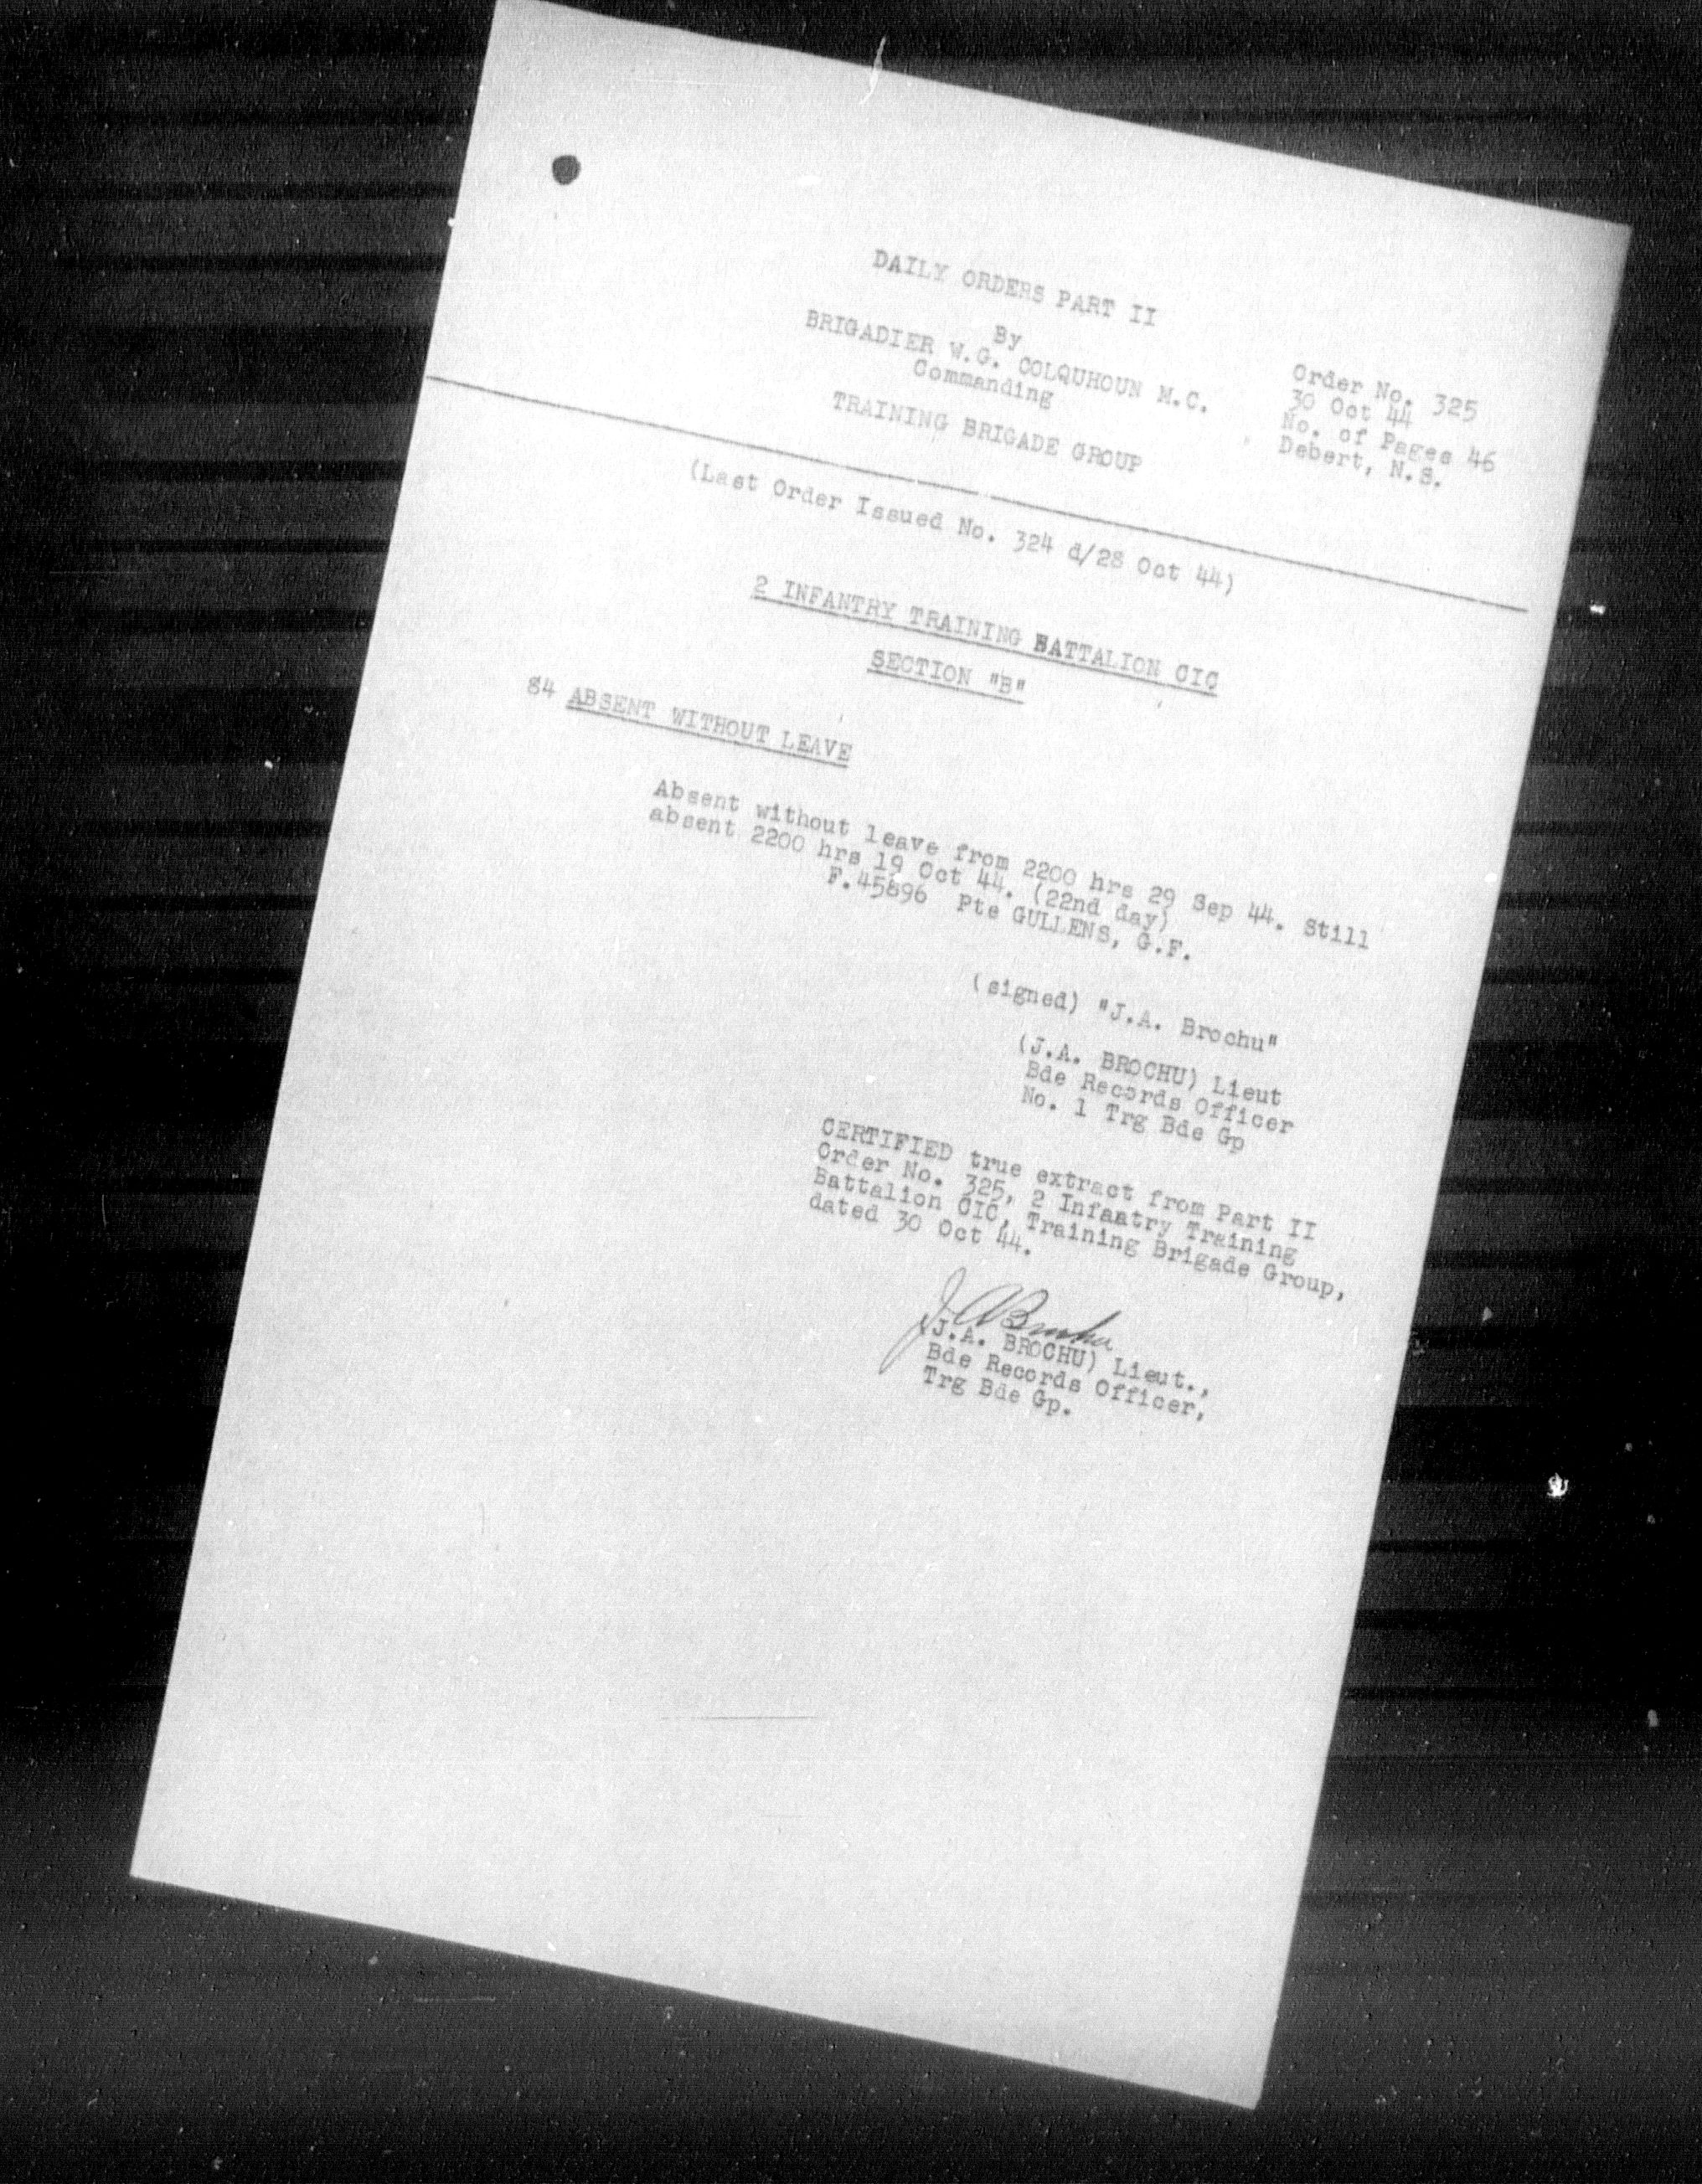 DAILY ORDERS PART II
By
BRIGADIER W.G. COLQUHOUN M.C.
Commanding
TRAINING BRIGADE GROUP
Order No. 325
30 Oct 44
No. of Pages 46
Debert, N.S.
(Last Order Issued No. 324 d/28 Oct 44)
2 INFANTRY TRAINING BATTALION CIC
SECTION "B"
84 ABSENT WITHOUT LEAVE
Absent without leave from 2200 hrs 29 Sep 44. Still
absent 2200 hrs 19 Oct 44. (22nd day)
F.45896 Pte GULLENS, G.F.
(signed) "J.A. Brochu"
(J.A. BROCHU) Lieut
Bde Records Officer
No. 1 Trg Bde Gp
CERTIFIED true extract from Part II
Order No. 325, 2 Infantry Training
Battalion CIC, Training Brigade Group,
dated 30 Oct 44.
J A Brochu
(J.A. BROCHU) Lieut.,
Bde Records Officer,
Trg Bde Gp.